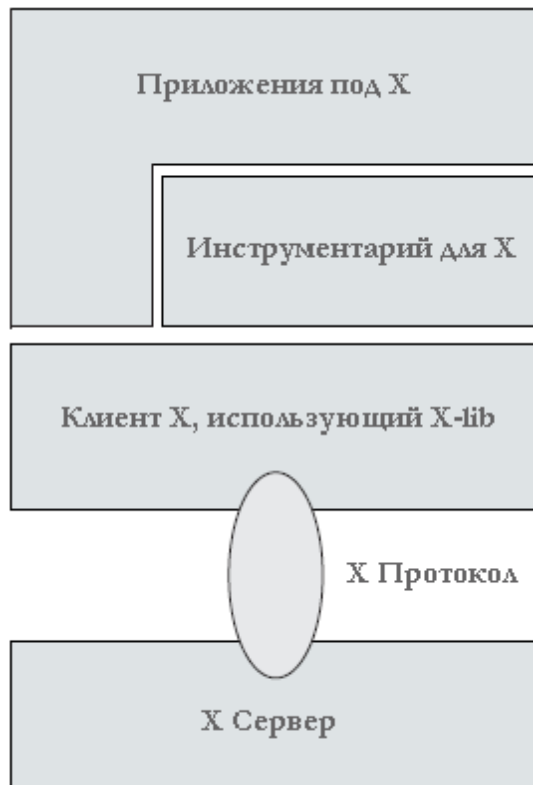 Приложения под X
Инструментарий для X
Клиент X, использующий X-lib
X Протокол
X Сервер